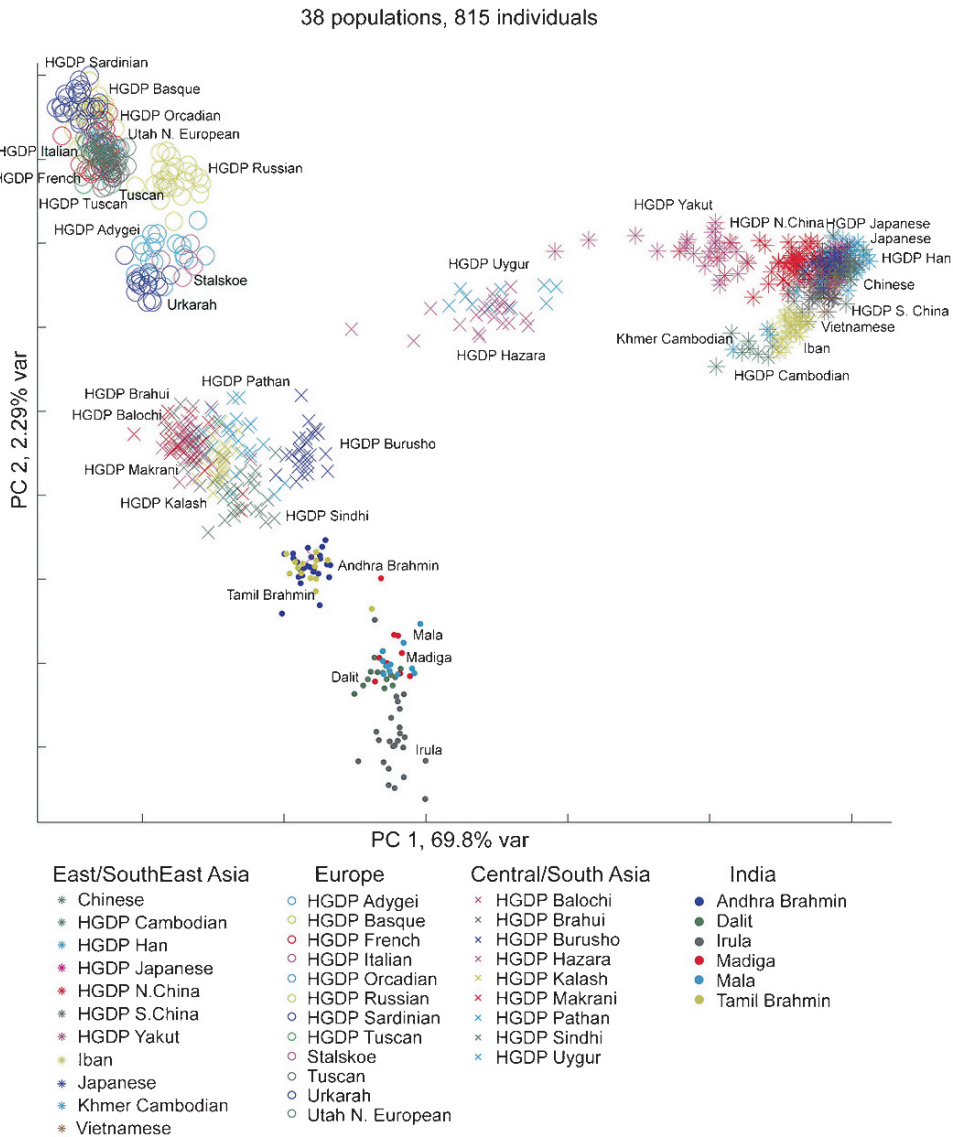 38 populations, 815 individuals
HGDP Sardinian
HGDP Basque
HGDP Orcadian
Utah N. European
HGDP Italian
HGDP Russian
HGDP French
Tuscan
HGDP Tuscan
HGDP Adygei
Stalskoe
Urkarah
HGDP Yakut
HGDP N.China
HGDP Japanese
Japanese
HGDP Han
HGDP Uygur
Chinese
HGDP S. China
Vietnamese
Khmer Cambodian
Iban
HGDP Hazara
HGDP Cambodian
HGDP Pathan
HGDP Brahui
HGDP Balochi
HGDP Burusho
HGDP Makrani
HGDP Kalash
HGDP Sindhi
Andhra Brahmin
Tamil Brahmin
Mala
Madiga
Dalit
Irula
PC 2, 2.29% var
PC 1, 69.8% var
East/SouthEast Asia
Chinese
HGDP Cambodian
HGDP Han
HGDP Japanese
HGDP N.China
HGDP S.China
HGDP Yakut
Iban
Japanese
Khmer Cambodian
Vietnamese
Europe
HGDP Adygei
HGDP Basque
HGDP French
HGDP Italian
HGDP Orcadian
HGDP Russian
HGDP Sardinian
HGDP Tuscan
Stalskoe
Tuscan
Urkarah
Utah N. European
Central/South Asia
HGDP Balochi
HGDP Brahui
HGDP Burusho
HGDP Hazara
HGDP Kalash
HGDP Makrani
HGDP Pathan
HGDP Sindhi
HGDP Uygur
India
Andhra Brahmin
Dalit
Irula
Madiga
Mala
Tamil Brahmin